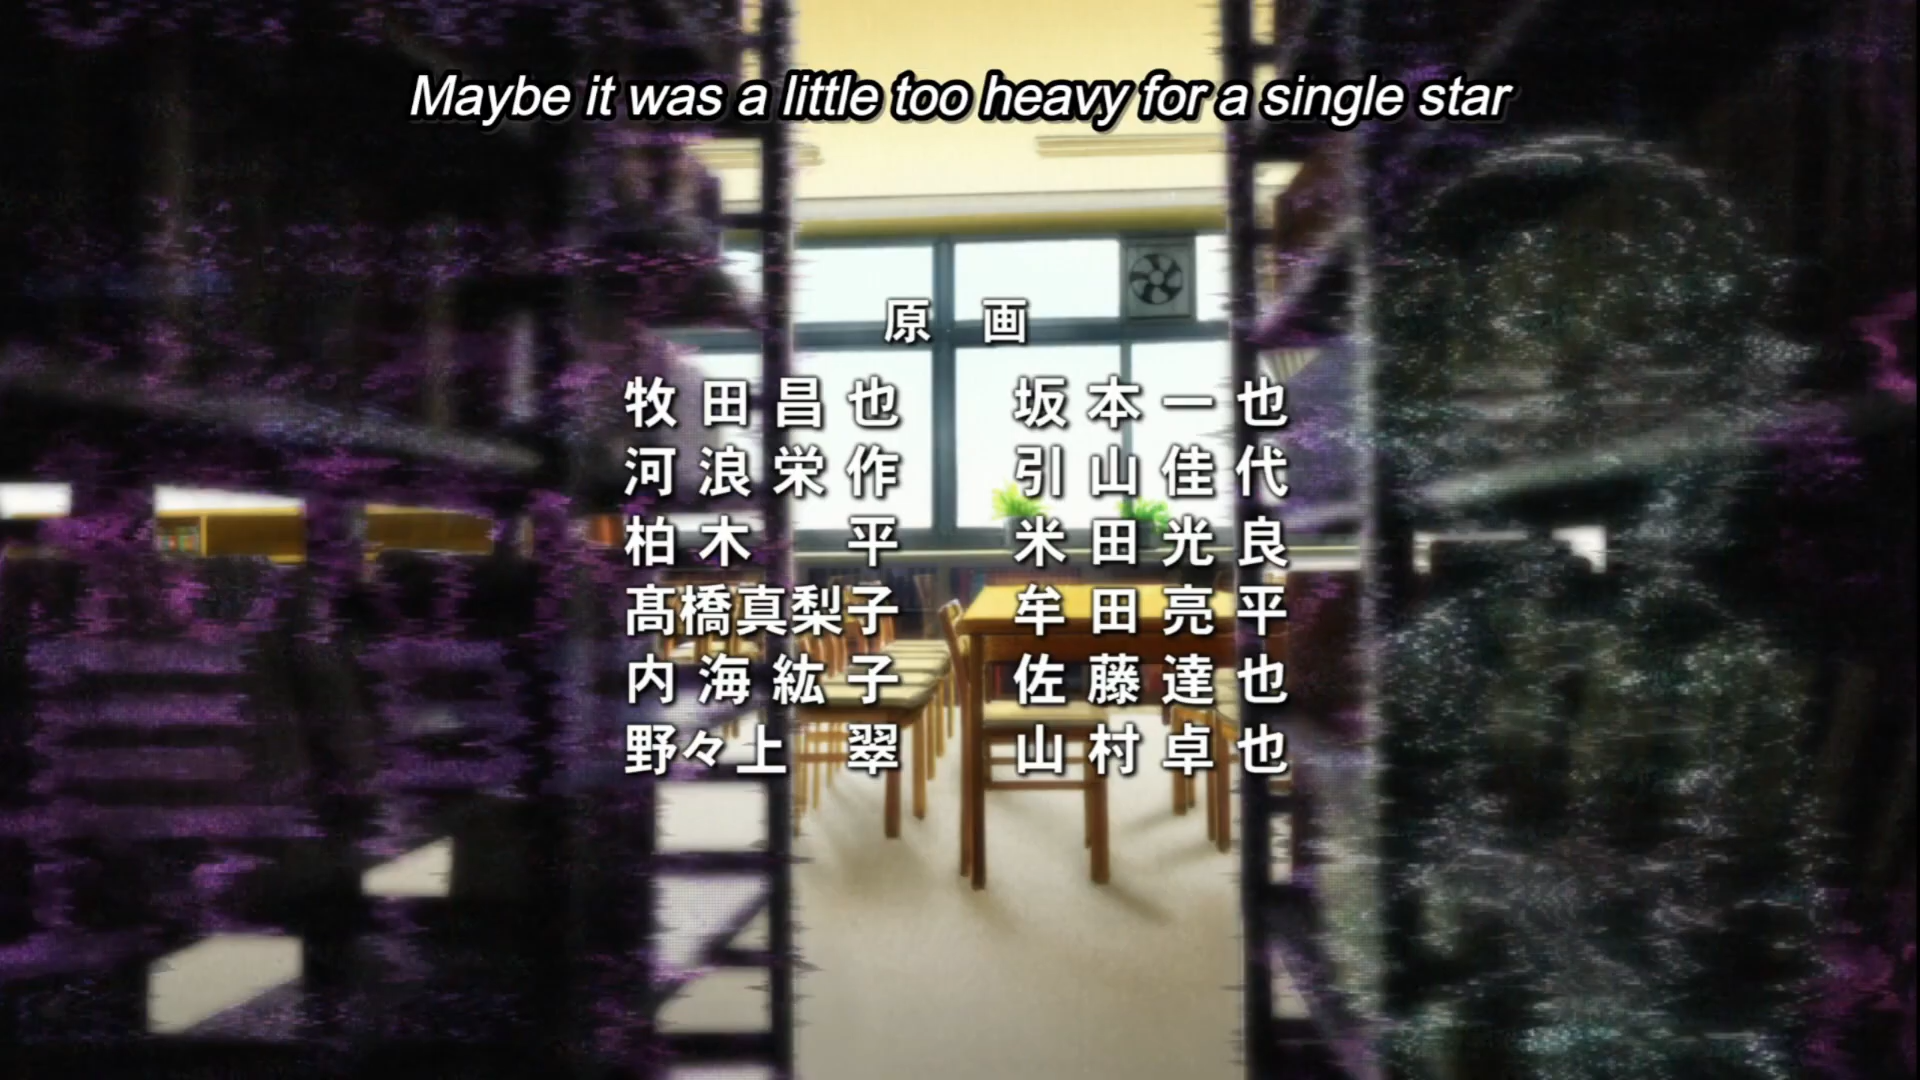 Maybe it was a little too heavy for a single star
原 画
牧田昌也 坂本一也
河浪栄作 引山佳代
柏木 平 米田光良
髙橋真梨子 牟田亮平
内海紘子 佐藤達也
野々上 翠 山村卓也